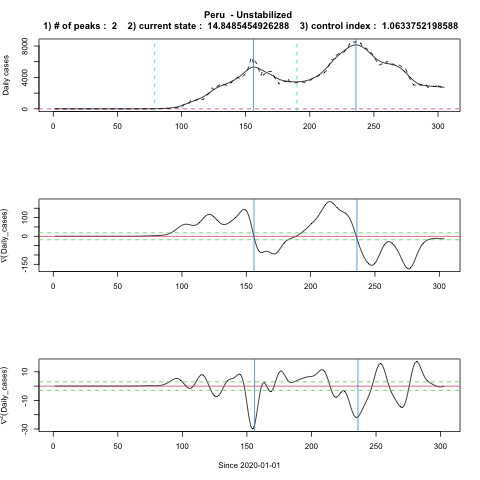 Peru - Unstabilized
1) # of peaks : 2 2) current state : 14.8485454926288 3) control index : 1.0633752198588
Daily cases
0 4000 8000
0 50 100 150 200 250 300
∇(Daily_cases)
-150 0 100
0 50 100 150 200 250 300
∇²(Daily_cases)
-30 -10 10
0 50 100 150 200 250 300
Since 2020-01-01